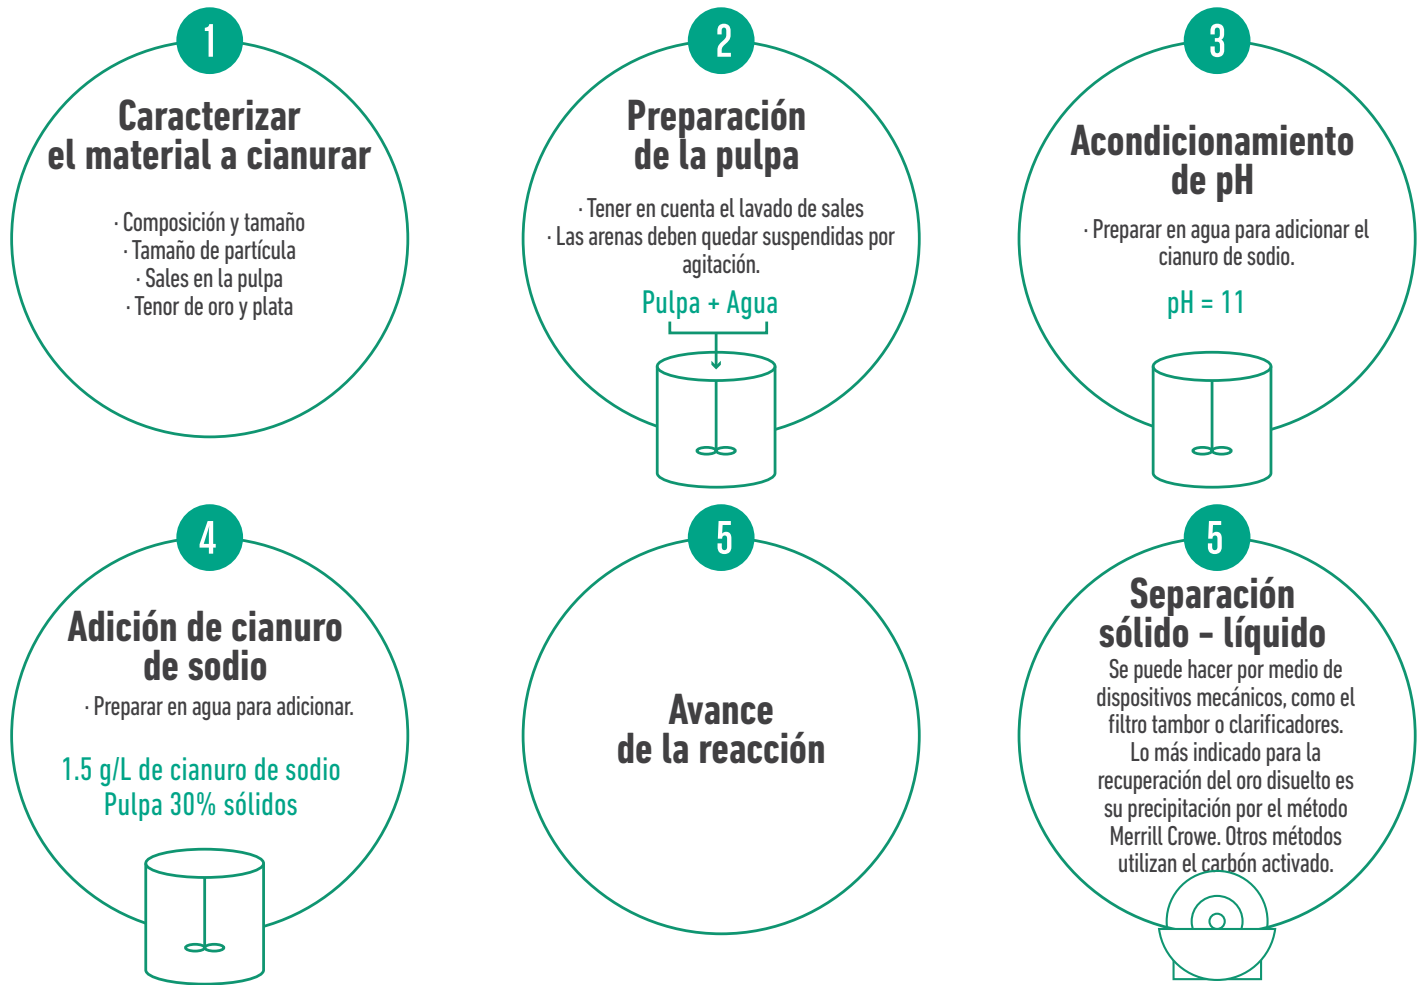 1
Caracterizar
el material a cianurar
· Composición y tamaño
· Tamaño de partícula
· Sales en la pulpa
· Tenor de oro y plata
2
Preparación
de la pulpa
· Tener en cuenta el lavado de sales
· Las arenas deben quedar suspendidas por
agitación.
Pulpa + Agua
3
Acondicionamiento
de pH
· Preparar en agua para adicionar el
cianuro de sodio.
pH = 11
4
Adición de cianuro
de sodio
· Preparar en agua para adicionar.
1.5 g/L de cianuro de sodio
Pulpa 30% sólidos
5
Avance
de la reacción
5
Separación
sólido - líquido
Se puede hacer por medio de
dispositivos mecánicos, como el
filtro tambor o clarificadores.
Lo más indicado para la
recuperación del oro disuelto es
su precipitación por el método
Merrill Crowe. Otros métodos
utilizan el carbón activado.